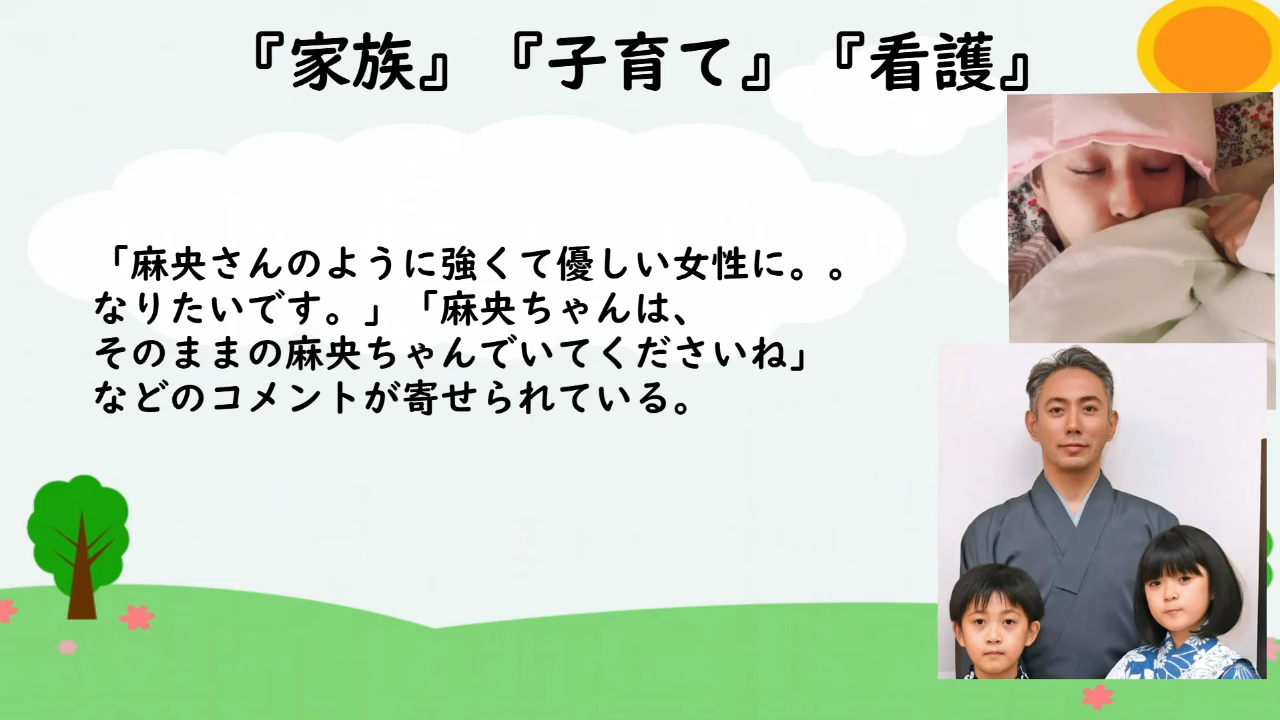 『家族』『子育て』『看護』
「麻央さんのように強くて優しい女性に。。
なりたいです。」「麻央ちゃんは、
そのままの麻央ちゃんでいてくださいね」
などのコメントが寄せられている。